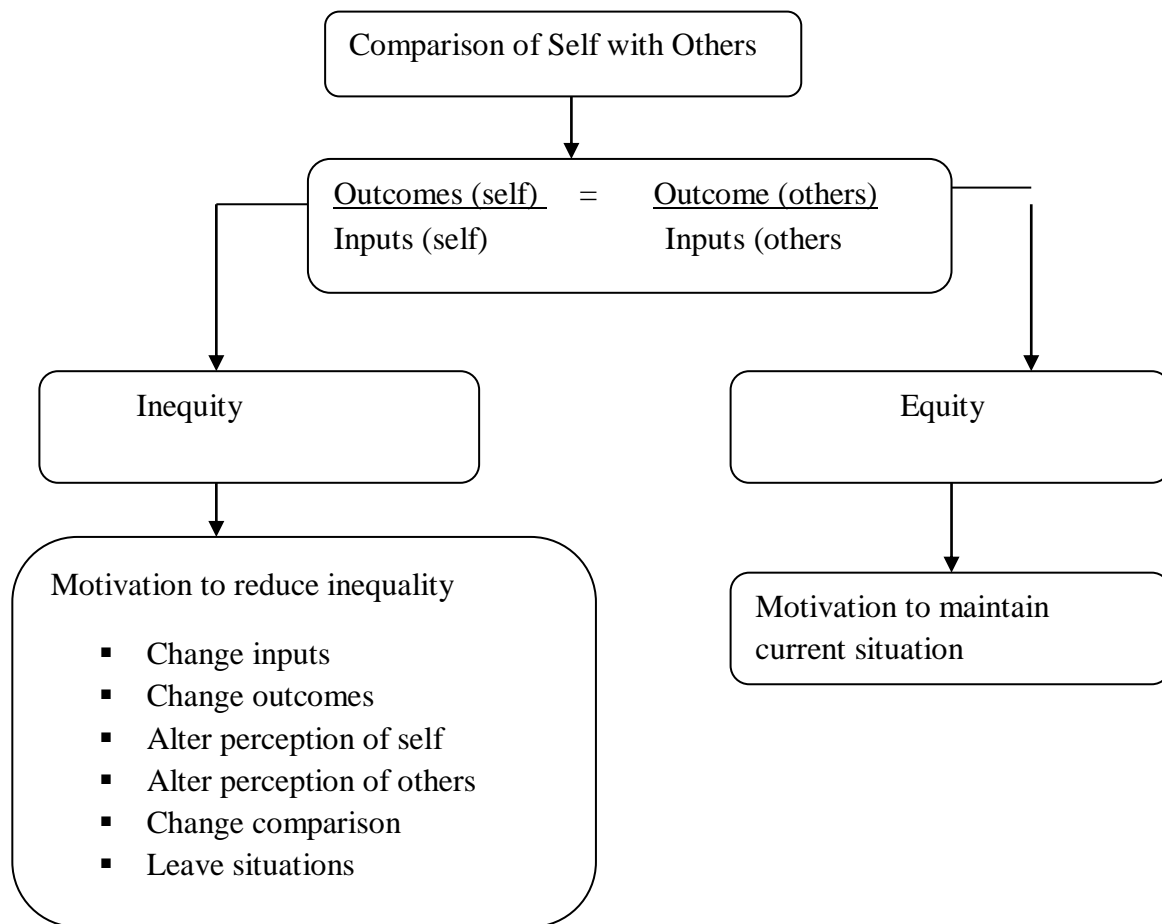 Comparison of Self with Others
Outcomes (self) = Outcome (others)
Inputs (self) Inputs (others
Inequity
Equity
Motivation to reduce inequality
▪ Change inputs
▪ Change outcomes
▪ Alter perception of self
▪ Alter perception of others
▪ Change comparison
▪ Leave situations
Motivation to maintain
current situation